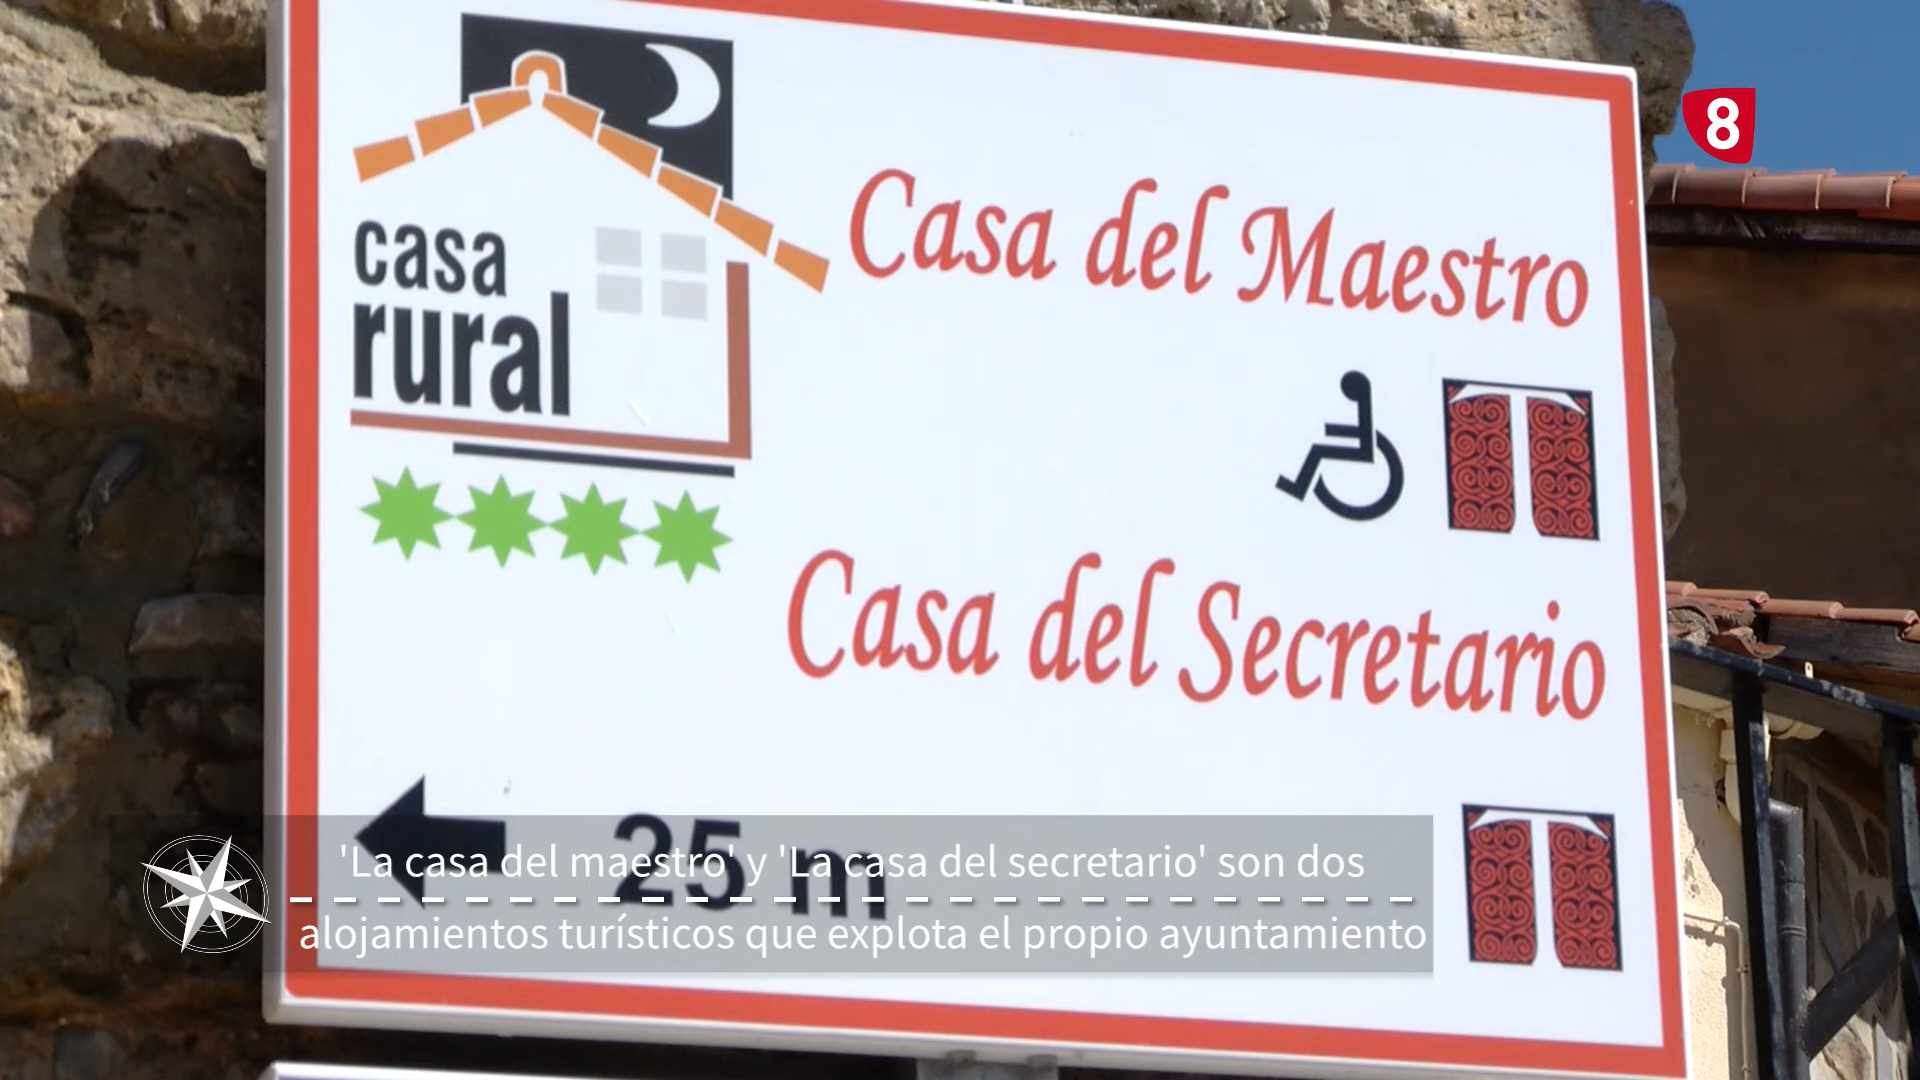 8
casa
rural
Casa del Maestro
Casa del Secretario
25 m
'La casa del maestro' y 'La casa del secretario' son dos
alojamientos turísticos que explota el propio ayuntamiento